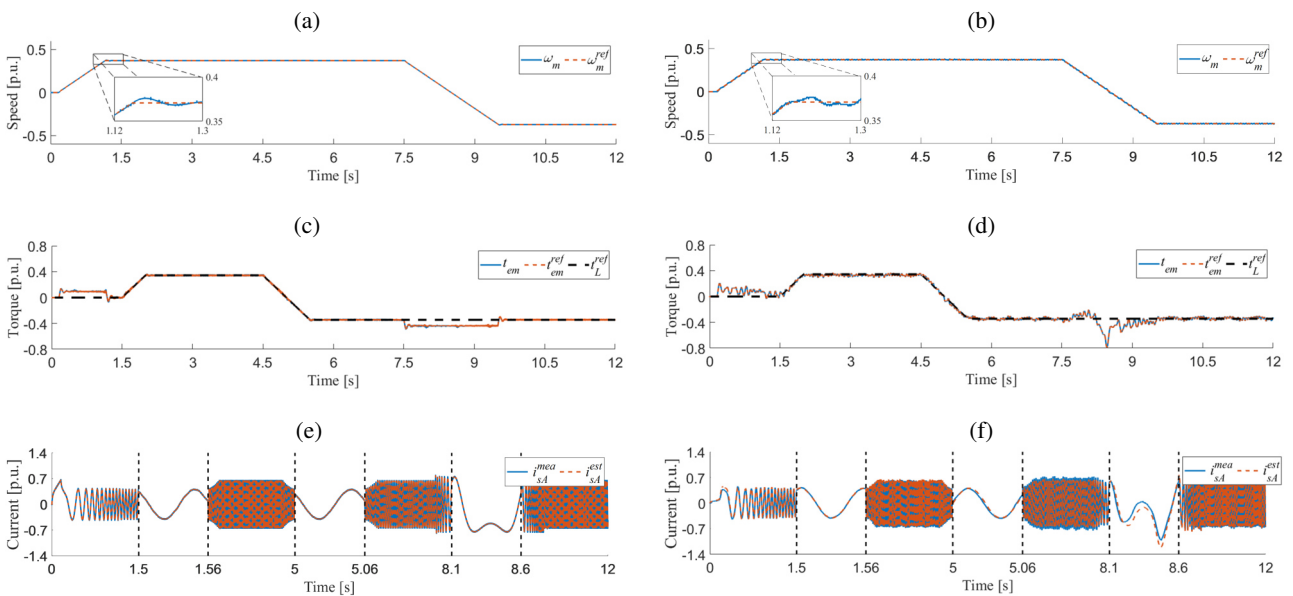 (a)
Speed [p.u.]
0.5
0
-0.5
ω_m ω_m^ref
0.4
0.35
1.12 1.3
0 1.5 3 4.5 6 7.5 9 10.5 12
Time [s]
(b)
Speed [p.u.]
0.5
0
-0.5
ω_m ω_m^ref
0.4
0.35
1.12 1.3
0 1.5 3 4.5 6 7.5 9 10.5 12
Time [s]
(c)
Torque [p.u.]
0.8
0.4
0
-0.4
-0.8
t_em t_em^ref t_L^ref
0 1.5 3 4.5 6 7.5 9 10.5 12
Time [s]
(d)
Torque [p.u.]
0.8
0.4
0
-0.4
-0.8
t_em t_em^ref t_L^ref
0 1.5 3 4.5 6 7.5 9 10.5 12
Time [s]
(e)
Current [p.u.]
1.4
0.7
0
-0.7
-1.4
i_sA^mea i_sA^est
0 1.5 1.56 5 5.06 8.1 8.6 12
Time [s]
(f)
Current [p.u.]
1.4
0.7
0
-0.7
-1.4
i_sA^mea i_sA^est
0 1.5 1.56 5 5.06 8.1 8.6 12
Time [s]